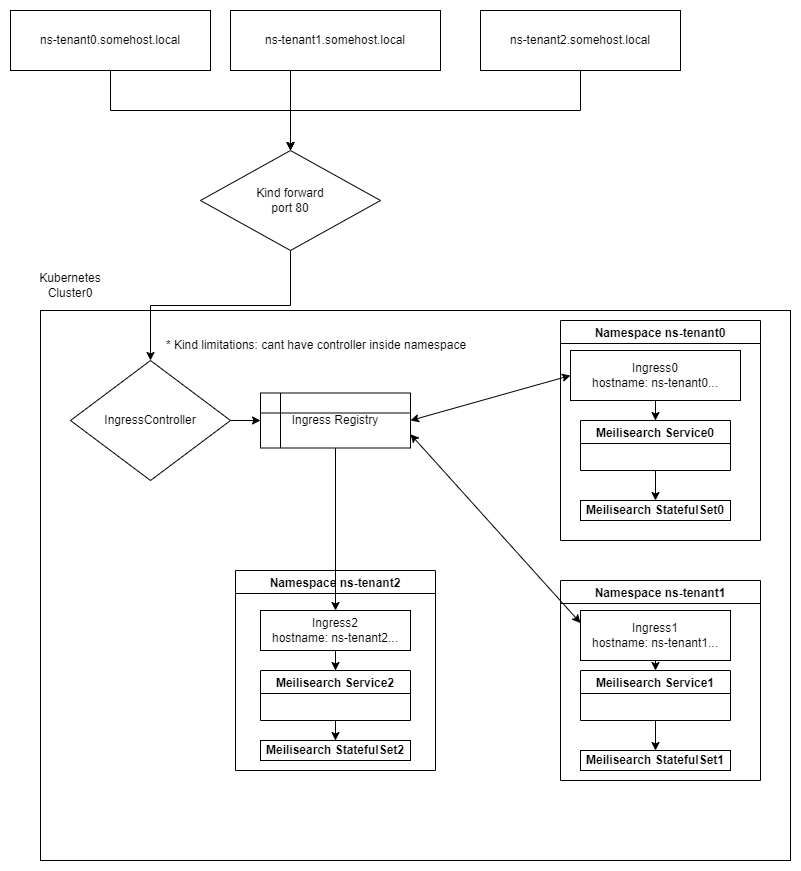 ns-tenant0.somehost.local
ns-tenant1.somehost.local
ns-tenant2.somehost.local
Kind forward
port 80
Kubernetes
Cluster0
* Kind limitations: cant have controller inside namespace
IngressController
Ingress Registry
Namespace ns-tenant0
Ingress0
hostname: ns-tenant0...
Meilisearch Service0
Meilisearch StatefulSet0
Namespace ns-tenant2
Ingress2
hostname: ns-tenant2...
Meilisearch Service2
Meilisearch StatefulSet2
Namespace ns-tenant1
Ingress1
hostname: ns-tenant1...
Meilisearch Service1
Meilisearch StatefulSet1